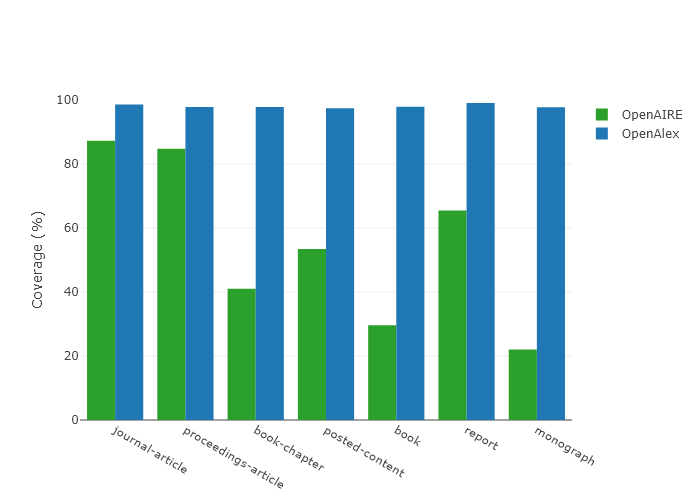 100
80
60
40
20
0
Coverage (%)
OpenAIRE
OpenAlex
journal-article
proceedings-article
book-chapter
posted-content
book
report
monograph